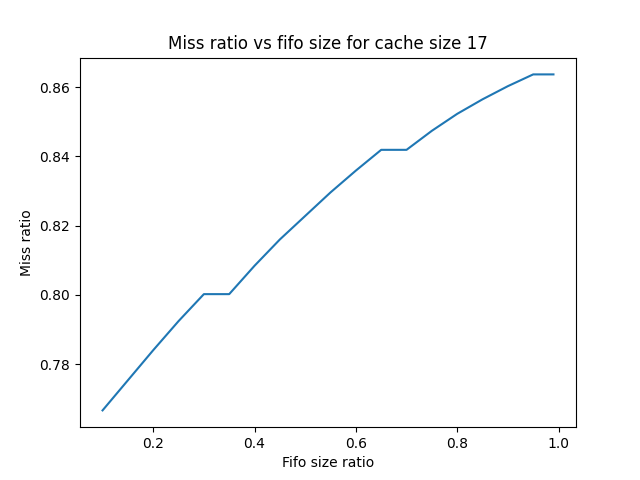 Miss ratio vs fifo size for cache size 17
0.86
0.84
0.82
0.80
0.78
Miss ratio
0.2 0.4 0.6 0.8 1.0
Fifo size ratio